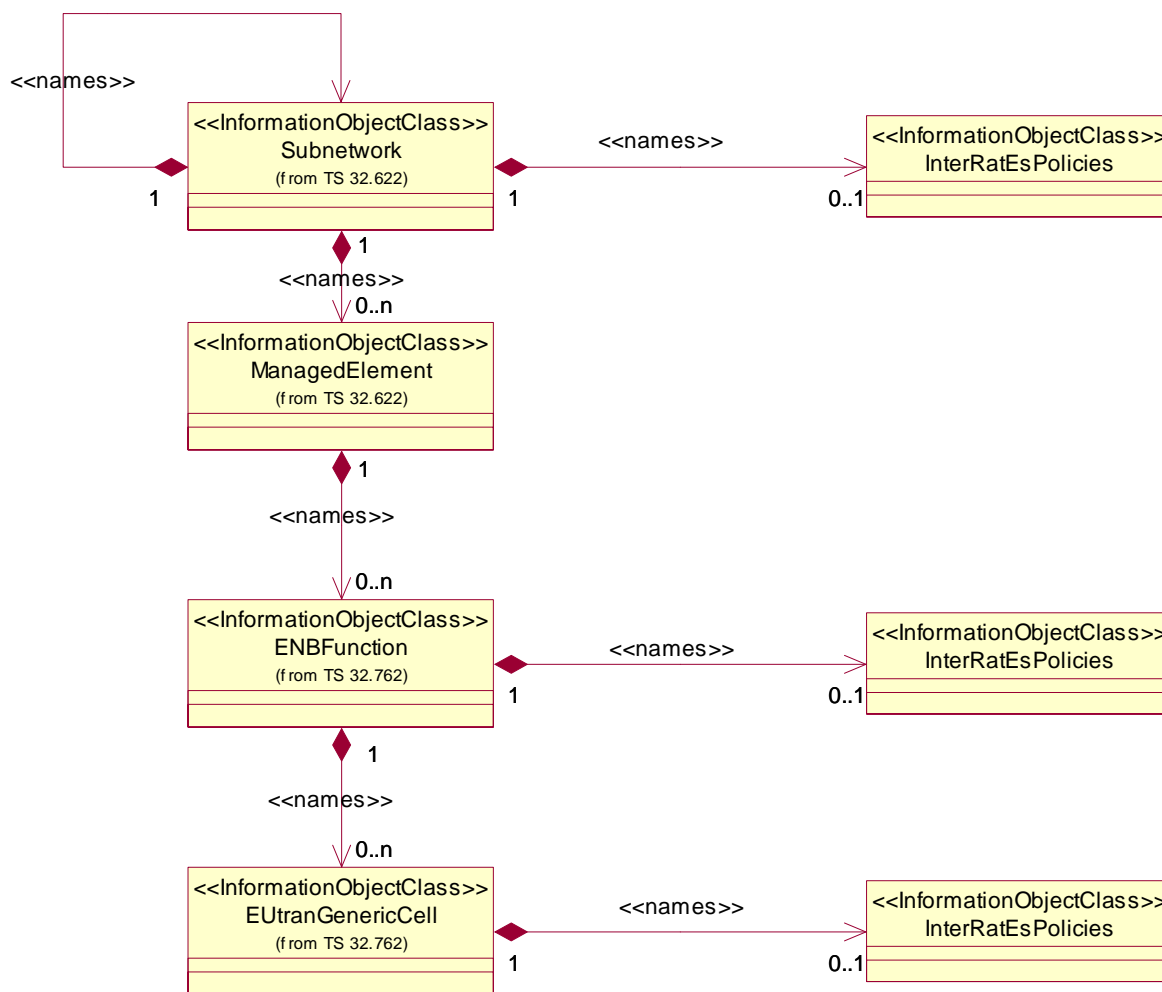 <<names>>
<<InformationObjectClass>>
Subnetwork
(from TS 32.622)
1
1
<<names>>
0..1
<<InformationObjectClass>>
InterRatEsPolicies
1
<<names>>
0..n
<<InformationObjectClass>>
ManagedElement
(from TS 32.622)
1
<<names>>
0..n
<<InformationObjectClass>>
ENBFunction
(from TS 32.762)
1
<<names>>
0..1
<<InformationObjectClass>>
InterRatEsPolicies
1
<<names>>
0..n
<<InformationObjectClass>>
EUtranGenericCell
(from TS 32.762)
1
<<names>>
0..1
<<InformationObjectClass>>
InterRatEsPolicies